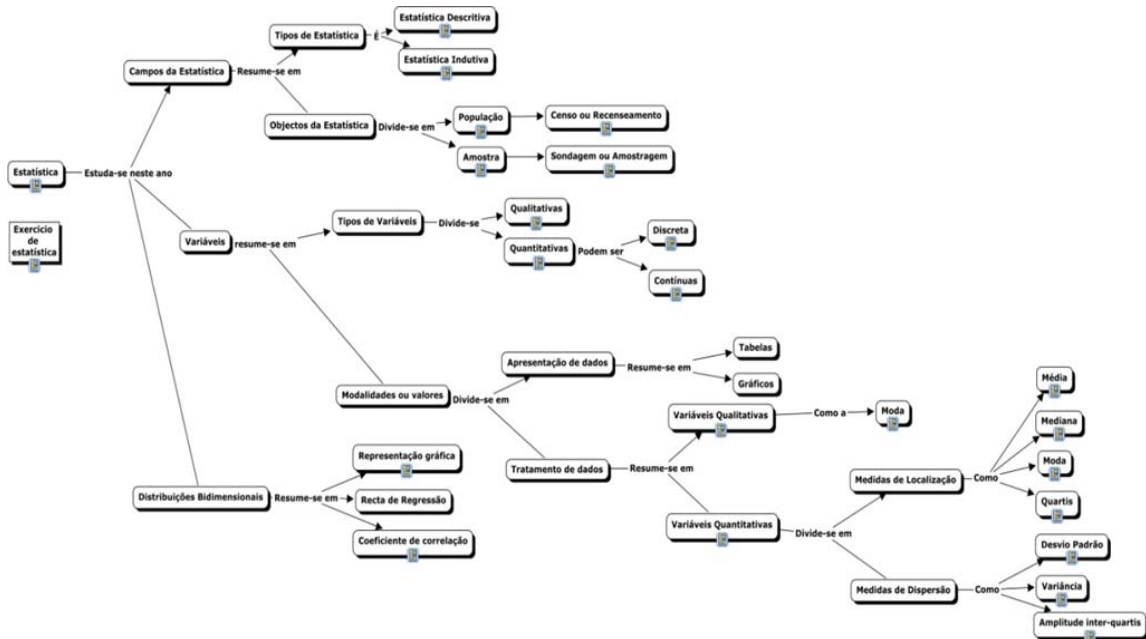 Estatística
Estuda-se neste ano
Exercicio
de
estatística
Campos da Estatística
Resume-se em
Tipos de Estatística
É
Estatística Descritiva
Estatística Indutiva
Objectos da Estatística
Divide-se em
População
Censo ou Recenseamento
Amostra
Sondagem ou Amostragem
Variáveis
resume-se em
Tipos de Variáveis
Divide-se
Qualitativas
Quantitativas
Podem ser
Discreta
Contínuas
Modalidades ou valores
Divide-se em
Apresentação de dados
Resume-se em
Tabelas
Gráficos
Tratamento de dados
Resume-se em
Variáveis Qualitativas
Como a
Moda
Variáveis Quantitativas
Divide-se em
Medidas de Localização
Como
Média
Mediana
Moda
Quartis
Medidas de Dispersão
Como
Desvio Padrão
Variância
Amplitude inter-quartis
Distribuições Bidimensionais
Resume-se em
Representação gráfica
Recta de Regressão
Coeficiente de correlação